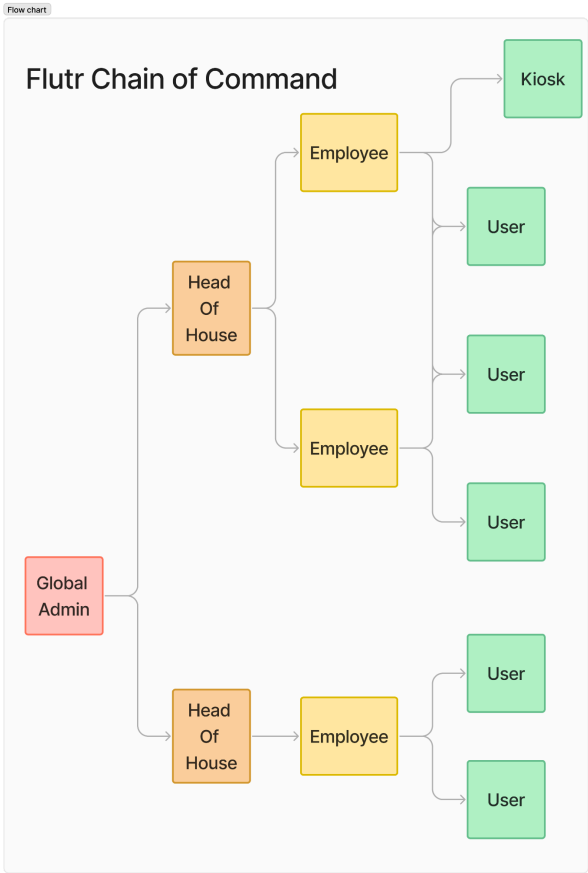 Flow chart
Flutr Chain of Command
Kiosk
Employee
User
Head
Of
House
User
Employee
User
Global
Admin
User
Head
Of
House
Employee
User